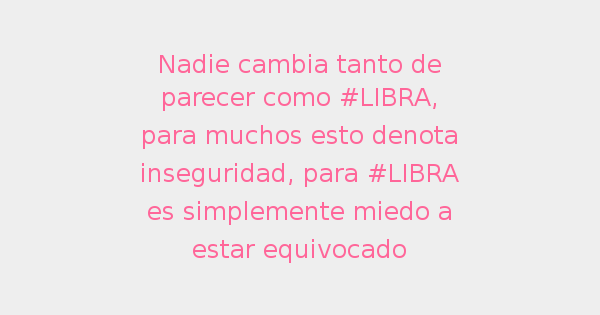 Nadie cambia tanto de
parecer como #LIBRA,
para muchos esto denota
inseguridad, para #LIBRA
es simplemente miedo a
estar equivocado